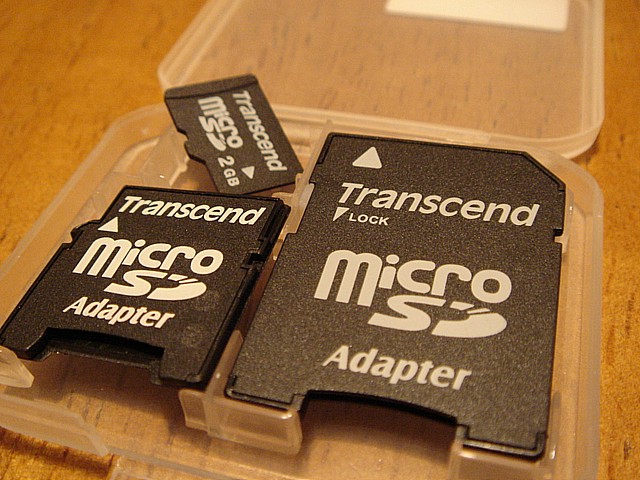 Transcend
micro
SD
2GB
Transcend
micro
SD
Adapter
Transcend
LOCK
micro
SD
Adapter